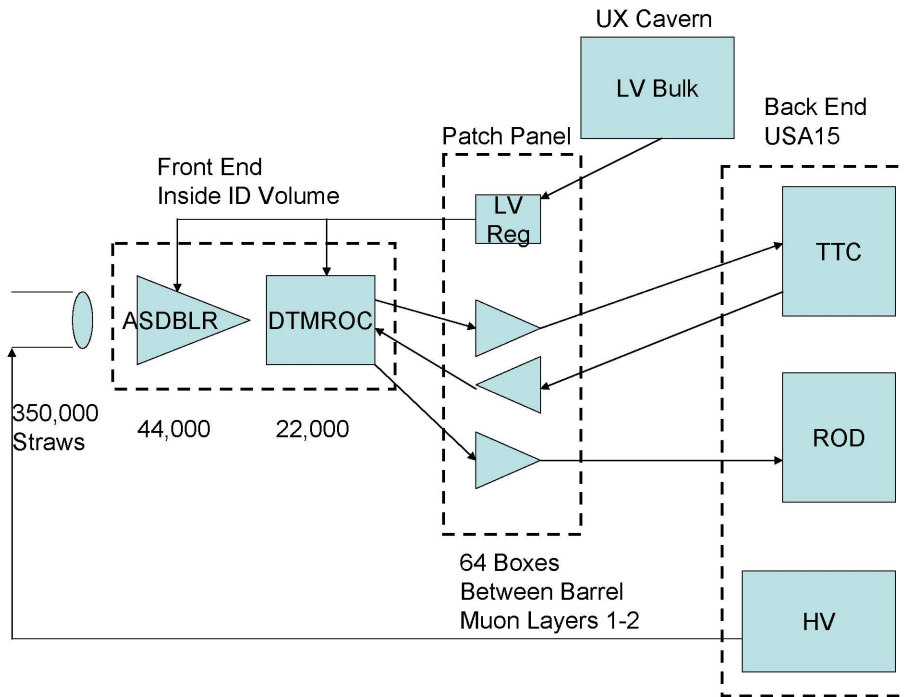 UX Cavern
LV Bulk
Back End
USA15
Patch Panel
Front End
Inside ID Volume
LV
Reg
TTC
ASDBLR
DTMROC
350,000
Straws
44,000
22,000
ROD
64 Boxes
Between Barrel
Muon Layers 1-2
HV